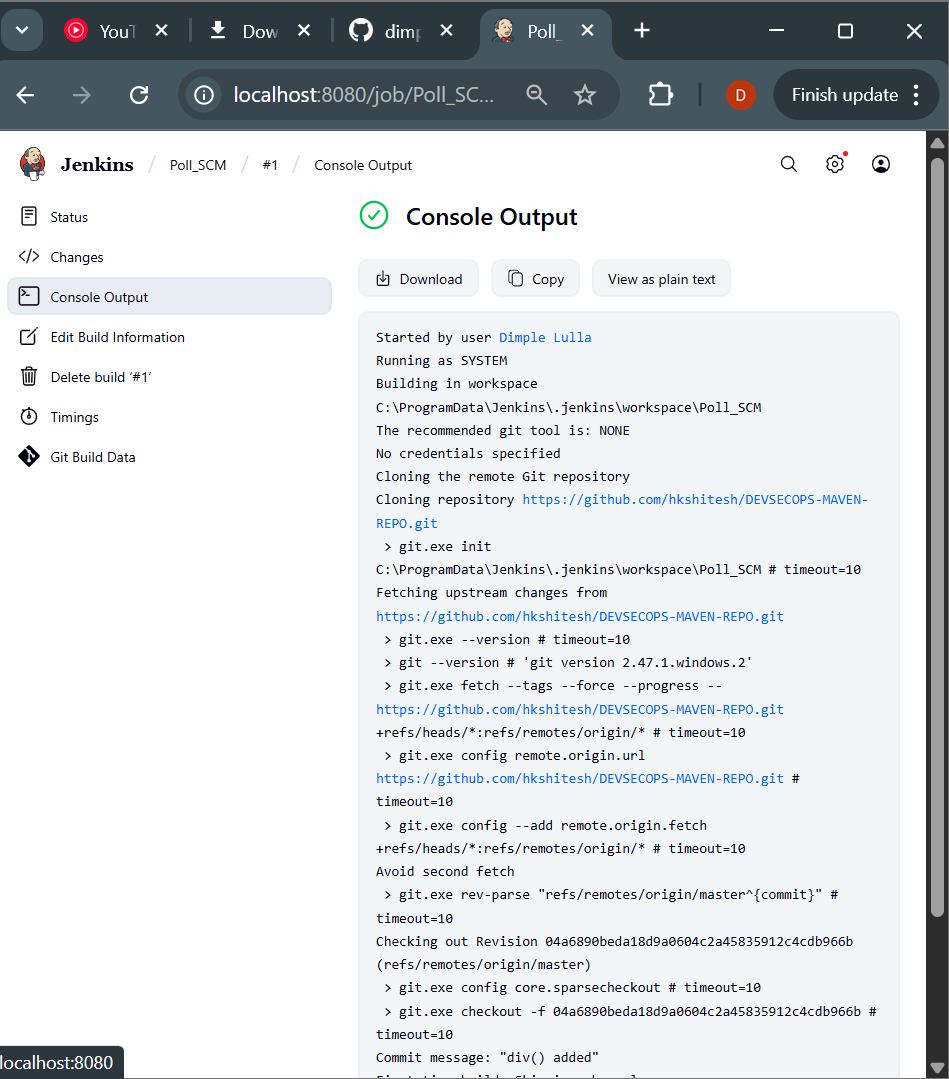 YouT
Dow
dimp
Poll_
localhost:8080/job/Poll_SC...
D
Finish update
Jenkins / Poll_SCM / #1 / Console Output
Status
Changes
Console Output
Edit Build Information
Delete build ‘#1’
Timings
Git Build Data
Console Output
Download
Copy
View as plain text
Started by user Dimple Lulla
Running as SYSTEM
Building in workspace
C:\ProgramData\Jenkins\.jenkins\workspace\Poll_SCM
The recommended git tool is: NONE
No credentials specified
Cloning the remote Git repository
Cloning repository https://github.com/hkshitesh/DEVSECOPS-MAVEN-
REPO.git
> git.exe init
C:\ProgramData\Jenkins\.jenkins\workspace\Poll_SCM # timeout=10
Fetching upstream changes from
https://github.com/hkshitesh/DEVSECOPS-MAVEN-REPO.git
> git.exe --version # timeout=10
> git --version # 'git version 2.47.1.windows.2'
> git.exe fetch --tags --force --progress --
https://github.com/hkshitesh/DEVSECOPS-MAVEN-REPO.git
+refs/heads/*:refs/remotes/origin/* # timeout=10
> git.exe config remote.origin.url
https://github.com/hkshitesh/DEVSECOPS-MAVEN-REPO.git #
timeout=10
> git.exe config --add remote.origin.fetch
+refs/heads/*:refs/remotes/origin/* # timeout=10
Avoid second fetch
> git.exe rev-parse "refs/remotes/origin/master^{commit}" #
timeout=10
Checking out Revision 04a6890beda18d9a0604c2a45835912c4cdb966b
(refs/remotes/origin/master)
> git.exe config core.sparsecheckout # timeout=10
> git.exe checkout -f 04a6890beda18d9a0604c2a45835912c4cdb966b #
timeout=10
Commit message: "div() added"
localhost:8080